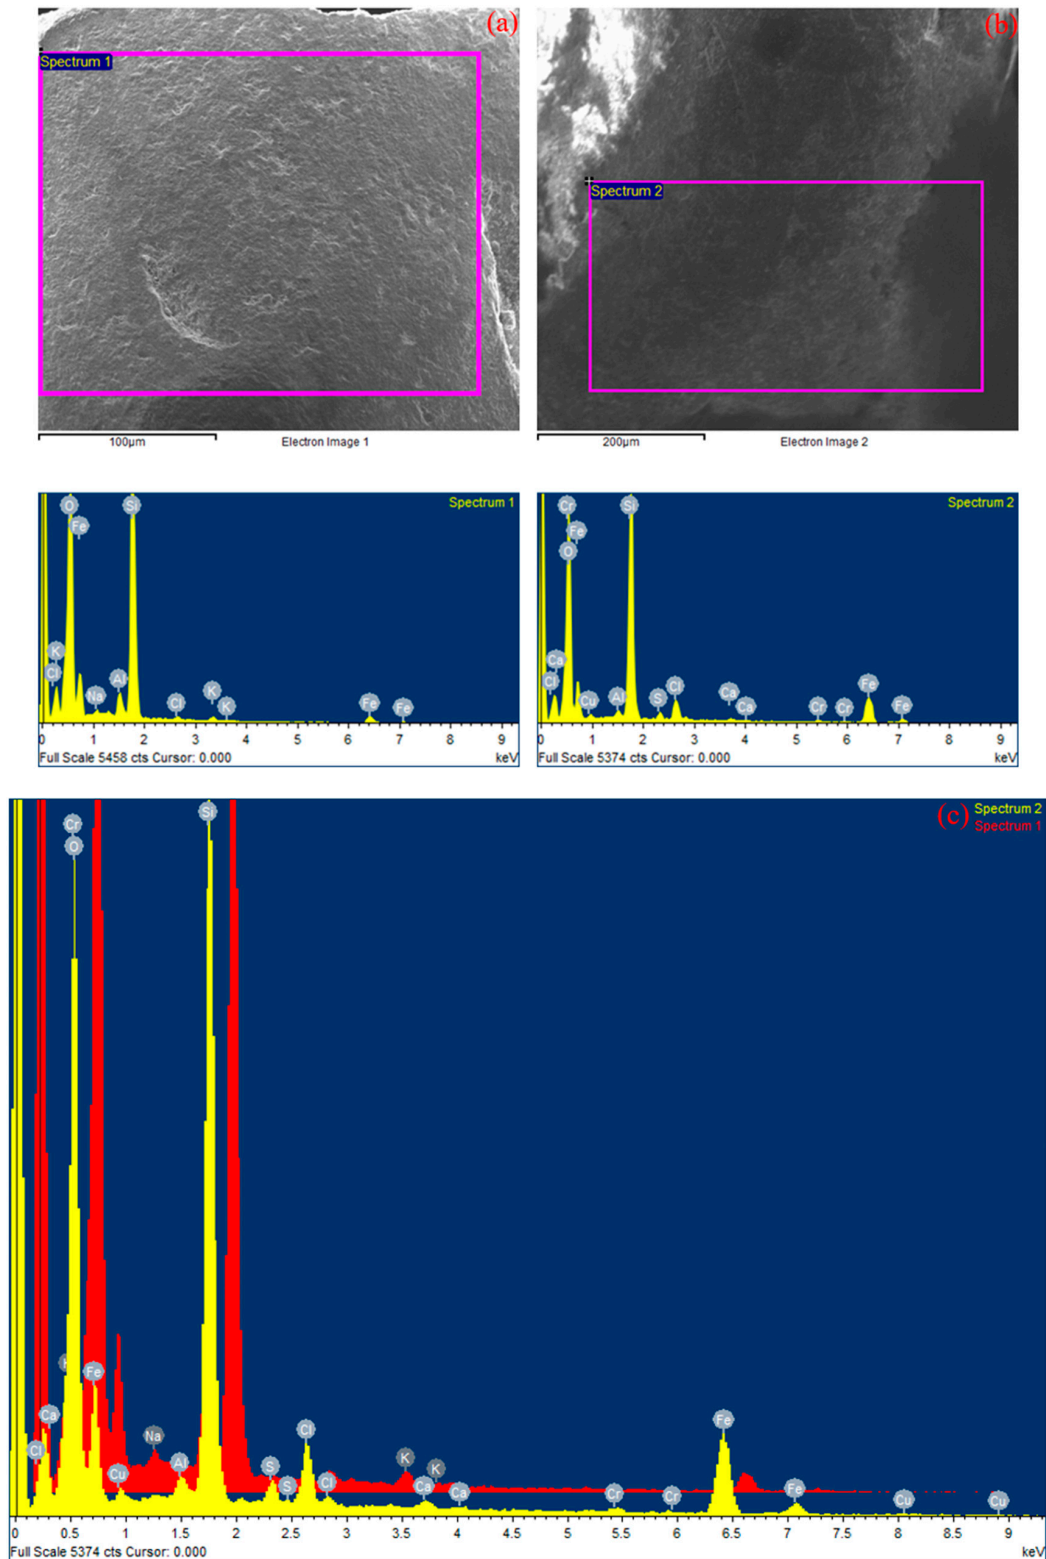 (a)
Spectrum 1
100µm Electron Image 1
(b)
Spectrum 2
200µm Electron Image 2
Spectrum 1
O
Si
Fe
K
Cl
Na
Al
Cl
K
K
Fe
Fe
0 1 2 3 4 5 6 7 8 9
Full Scale 5458 cts Cursor: 0.000 keV
Spectrum 2
Cr
Si
Fe
O
Ca
Cl
Cu
Al
S
Cl
Ca
Ca
Cr
Cr
Fe
Fe
0 1 2 3 4 5 6 7 8 9
Full Scale 5374 cts Cursor: 0.000 keV
(c)
Spectrum 2
Spectrum 1
Cr
O
Si
K
Fe
Ca
Cl
Cu
Na
Al
S
S
Cl
Cl
K
K
Ca
Ca
Cr
Cr
Fe
Fe
Cu
Cu
0 0.5 1 1.5 2 2.5 3 3.5 4 4.5 5 5.5 6 6.5 7 7.5 8 8.5 9
Full Scale 5374 cts Cursor: 0.000 keV